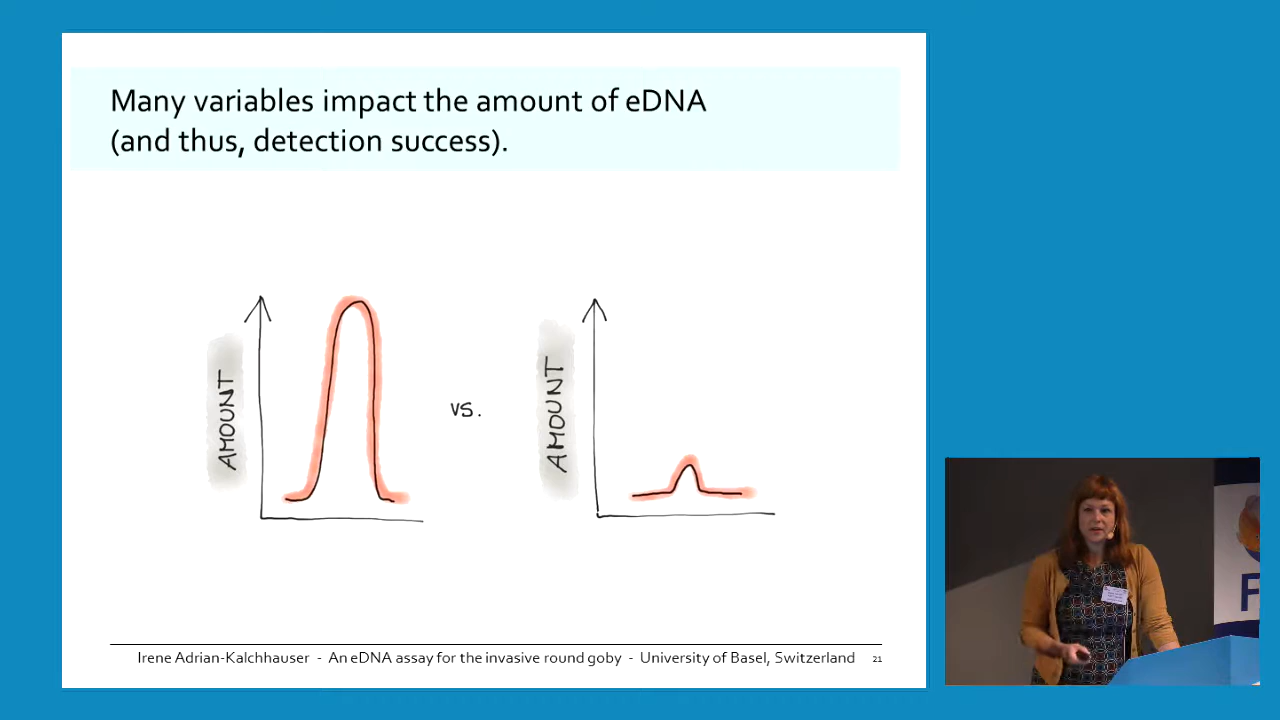 Many variables impact the amount of eDNA
(and thus, detection success).
AMOUNT
vs.
AMOUNT
Irene Adrian-Kalchhauser - An eDNA assay for the invasive round goby - University of Basel, Switzerland 21
F